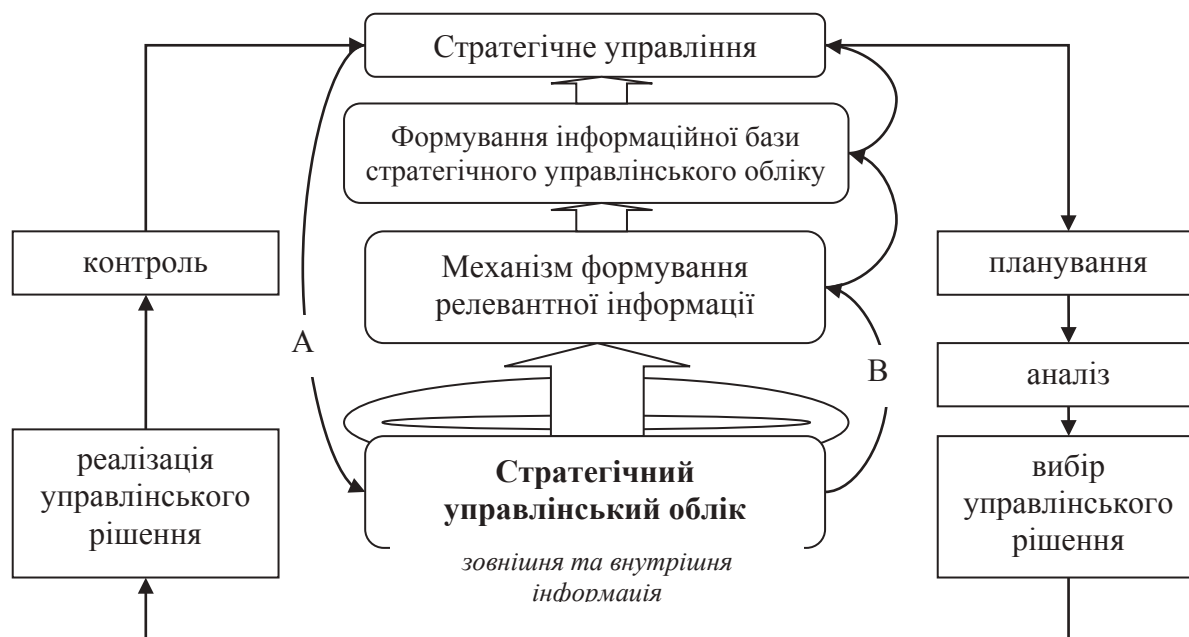 Стратегічне управління
Формування інформаційної бази
стратегічного управлінського обліку
контроль
Механізм формування
релевантної інформації
планування
А
В
аналіз
реалізація
управлінського
рішення
Стратегічний
управлінський облік
зовнішня та внутрішня
інформація
вибір
управлінського
рішення